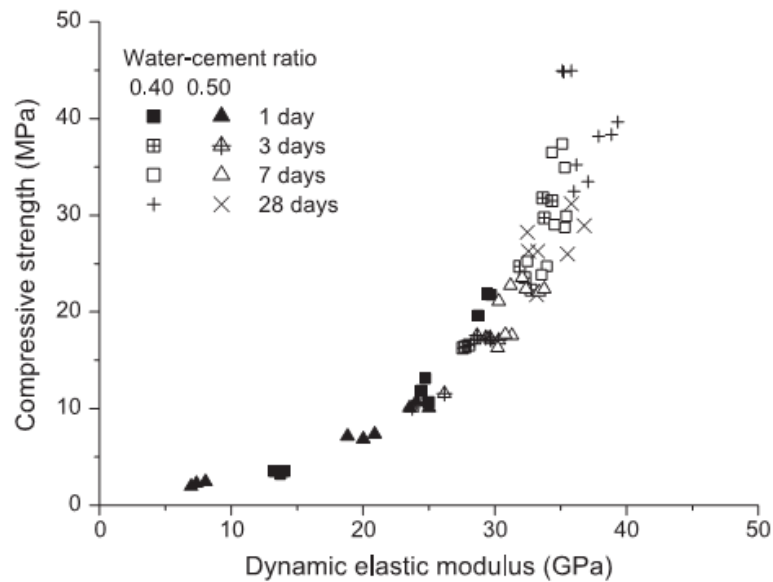 50
40
30
20
10
0
Compressive strength (MPa)
Water-cement ratio
0.40 0.50
1 day
3 days
7 days
28 days
0 10 20 30 40 50
Dynamic elastic modulus (GPa)